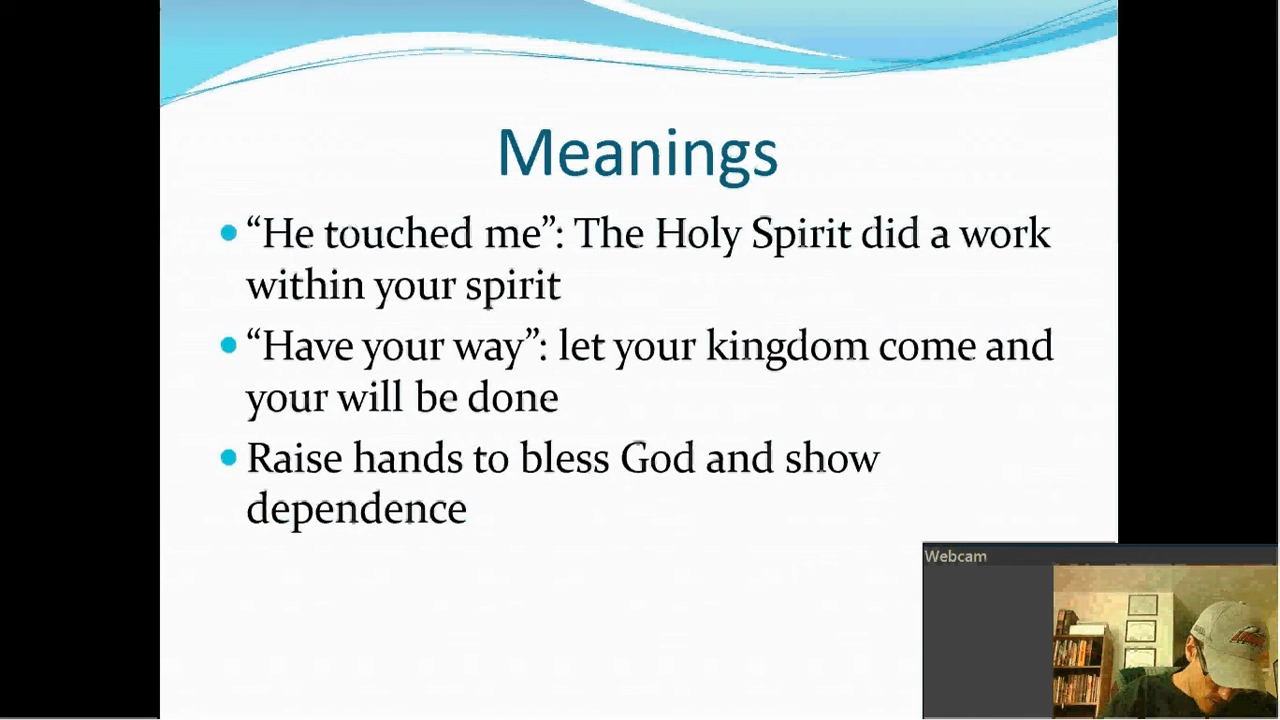 Meanings
“He touched me”: The Holy Spirit did a work
within your spirit
“Have your way”: let your kingdom come and
your will be done
Raise hands to bless God and show
dependence
Webcam